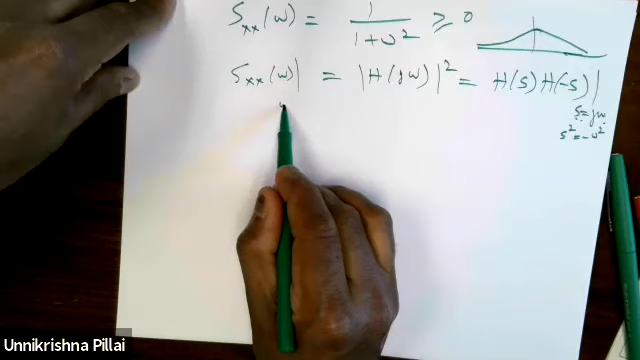 Sxx(ω) = 1/(1+ω²) ≥ 0
Sxx(ω)| = |H(jω)|² = H(s)H(-s)|
s=jω
s²=-ω²
Unnikrishna Pillai